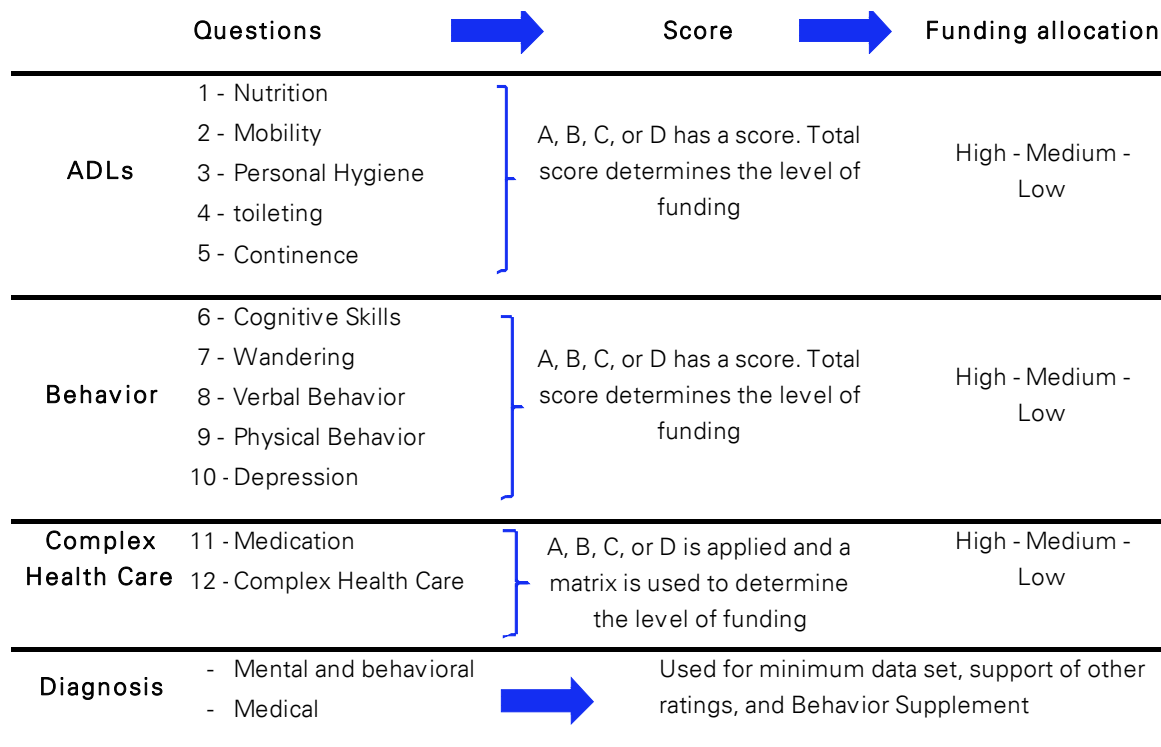 Questions Score Funding allocation
ADLs
1 - Nutrition
2 - Mobility
3 - Personal Hygiene
4 - toileting
5 - Continence
A, B, C, or D has a score. Total
score determines the level of
funding
High - Medium -
Low
Behavior
6 - Cognitive Skills
7 - Wandering
8 - Verbal Behavior
9 - Physical Behavior
10 - Depression
A, B, C, or D has a score. Total
score determines the level of
funding
High - Medium -
Low
Complex
Health Care
11 - Medication
12 - Complex Health Care
A, B, C, or D is applied and a
matrix is used to determine
the level of funding
High - Medium -
Low
Diagnosis
- Mental and behavioral
- Medical
Used for minimum data set, support of other
ratings, and Behavior Supplement